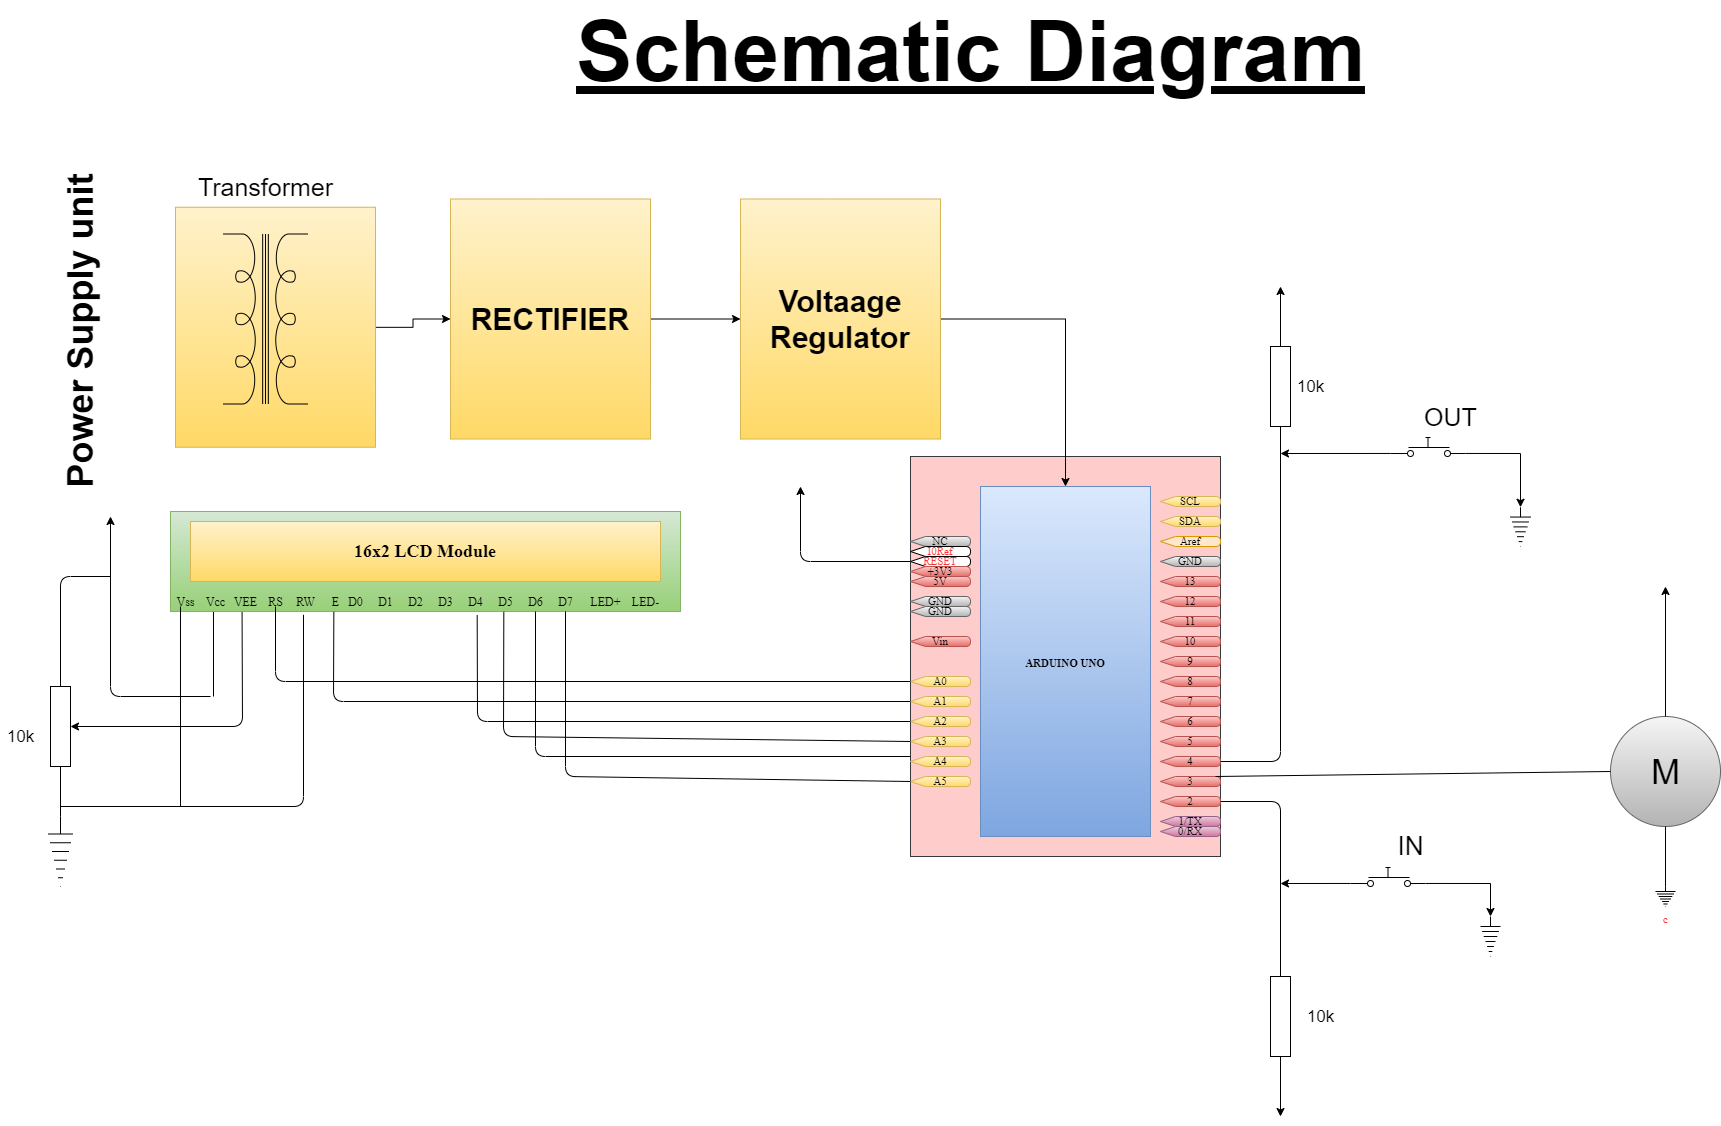 Schematic Diagram
Power Supply unit
Transformer
RECTIFIER
Voltaage
Regulator
10k
OUT
16x2 LCD Module
Vss Vcc VEE RS RW E D0 D1 D2 D3 D4 D5 D6 D7 LED+ LED-
10k
NC
10Ref
RESET
+3V3
5V
GND
GND
Vin
A0
A1
A2
A3
A4
A5
ARDUINO UNO
SCL
SDA
Aref
GND
13
12
11
10
9
8
7
6
5
4
3
2
1/TX
0/RX
M
c
IN
10k